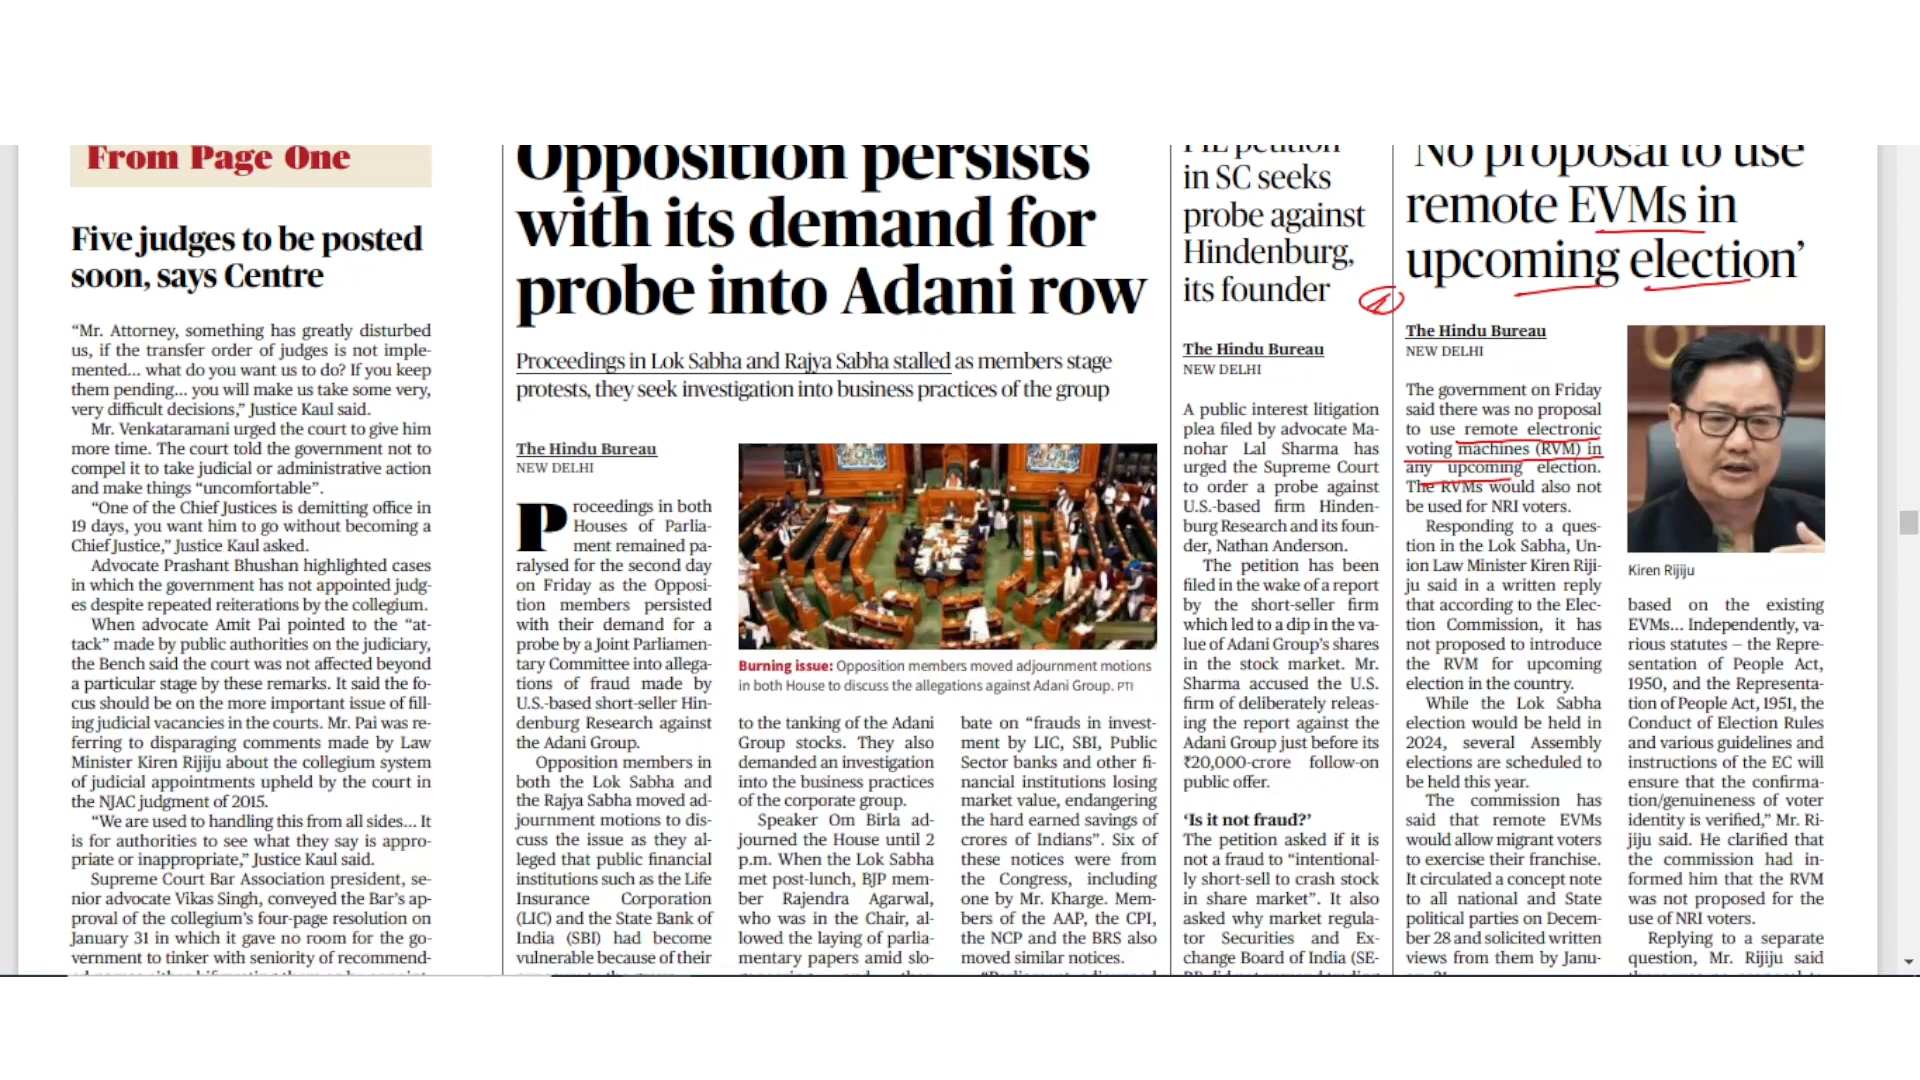 From Page One
Five judges to be posted
soon, says Centre
“Mr. Attorney, something has greatly disturbed
us, if the transfer order of judges is not imple-
mented... what do you want us to do? If you keep
them pending... you will make us take some very,
very difficult decisions,” Justice Kaul said.
Mr. Venkataramani urged the court to give him
more time. The court told the government not to
compel it to take judicial or administrative action
and make things “uncomfortable”.
“One of the Chief Justices is demitting office in
19 days, you want him to go without becoming a
Chief Justice,” Justice Kaul asked.
Advocate Prashant Bhushan highlighted cases
in which the government has not appointed judg-
es despite repeated reiterations by the collegium.
When advocate Amit Pai pointed to the “at-
tack” made by public authorities on the judiciary,
the Bench said the court was not affected beyond
a particular stage by these remarks. It said the fo-
cus should be on the more important issue of fill-
ing judicial vacancies in the courts. Mr. Pai was re-
ferring to disparaging comments made by Law
Minister Kiren Rijiju about the collegium system
of judicial appointments upheld by the court in
the NJAC judgment of 2015.
“We are used to handling this from all sides... It
is for authorities to see what they say is appro-
priate or inappropriate,” Justice Kaul said.
Supreme Court Bar Association president, se-
nior advocate Vikas Singh, conveyed the Bar’s ap-
proval of the collegium’s four-page resolution on
January 31 in which it gave no room for the go-
vernment to tinker with seniority of recommend-
Opposition persists
with its demand for
probe into Adani row
Proceedings in Lok Sabha and Rajya Sabha stalled as members stage
protests, they seek investigation into business practices of the group
The Hindu Bureau
NEW DELHI
Proceedings in both
Houses of Parlia-
ment remained pa-
ralysed for the second day
on Friday as the Opposi-
tion members persisted
with their demand for a
probe by a Joint Parliamen-
tary Committee into allega-
tions of fraud made by
U.S.-based short-seller Hin-
denburg Research against
the Adani Group.
Opposition members in
both the Lok Sabha and
the Rajya Sabha moved ad-
journment motions to dis-
cuss the issue as they al-
leged that public financial
institutions such as the Life
Insurance Corporation
(LIC) and the State Bank of
India (SBI) had become
vulnerable because of their
Burning issue: Opposition members moved adjournment motions
in both House to discuss the allegations against Adani Group. PTI
to the tanking of the Adani
Group stocks. They also
demanded an investigation
into the business practices
of the corporate group.
Speaker Om Birla ad-
journed the House until 2
p.m. When the Lok Sabha
met post-lunch, BJP mem-
ber Rajendra Agarwal,
who was in the Chair, al-
lowed the laying of parlia-
mentary papers amid slo-
bate on “frauds in invest-
ment by LIC, SBI, Public
Sector banks and other fi-
nancial institutions losing
market value, endangering
the hard earned savings of
crores of Indians”. Six of
these notices were from
the Congress, including
one by Mr. Kharge. Mem-
bers of the AAP, the CPI,
the NCP and the BRS also
moved similar notices.
PIL petition
in SC seeks
probe against
Hindenburg,
its founder
The Hindu Bureau
NEW DELHI
A public interest litigation
plea filed by advocate Ma-
nohar Lal Sharma has
urged the Supreme Court
to order a probe against
U.S.-based firm Hinden-
burg Research and its foun-
der, Nathan Anderson.
The petition has been
filed in the wake of a report
by the short-seller firm
which led to a dip in the va-
lue of Adani Group’s shares
in the stock market. Mr.
Sharma accused the U.S.
firm of deliberately releas-
ing the report against the
Adani Group just before its
₹20,000-crore follow-on
public offer.
‘Is it not fraud?’
The petition asked if it is
not a fraud to “intentional-
ly short-sell to crash stock
in share market”. It also
asked why market regula-
tor Securities and Ex-
change Board of India (SE-
‘No proposal to use
remote EVMs in
upcoming election’
The Hindu Bureau
NEW DELHI
The government on Friday
said there was no proposal
to use remote electronic
voting machines (RVM) in
any upcoming election.
The RVMs would also not
be used for NRI voters.
Responding to a ques-
tion in the Lok Sabha, Un-
ion Law Minister Kiren Riji-
ju said in a written reply
that according to the Elec-
tion Commission, it has
not proposed to introduce
the RVM for upcoming
election in the country.
While the Lok Sabha
election would be held in
2024, several Assembly
elections are scheduled to
be held this year.
The commission has
said that remote EVMs
would allow migrant voters
to exercise their franchise.
It circulated a concept note
to all national and State
political parties on Decem-
ber 28 and solicited written
views from them by Janu-
Kiren Rijiju
based on the existing
EVMs... Independently, va-
rious statutes – the Repre-
sentation of People Act,
1950, and the Representa-
tion of People Act, 1951, the
Conduct of Election Rules
and various guidelines and
instructions of the EC will
ensure that the confirma-
tion/genuineness of voter
identity is verified,” Mr. Ri-
jiju said. He clarified that
the commission had in-
formed him that the RVM
was not proposed for the
use of NRI voters.
Replying to a separate
question, Mr. Rijiju said